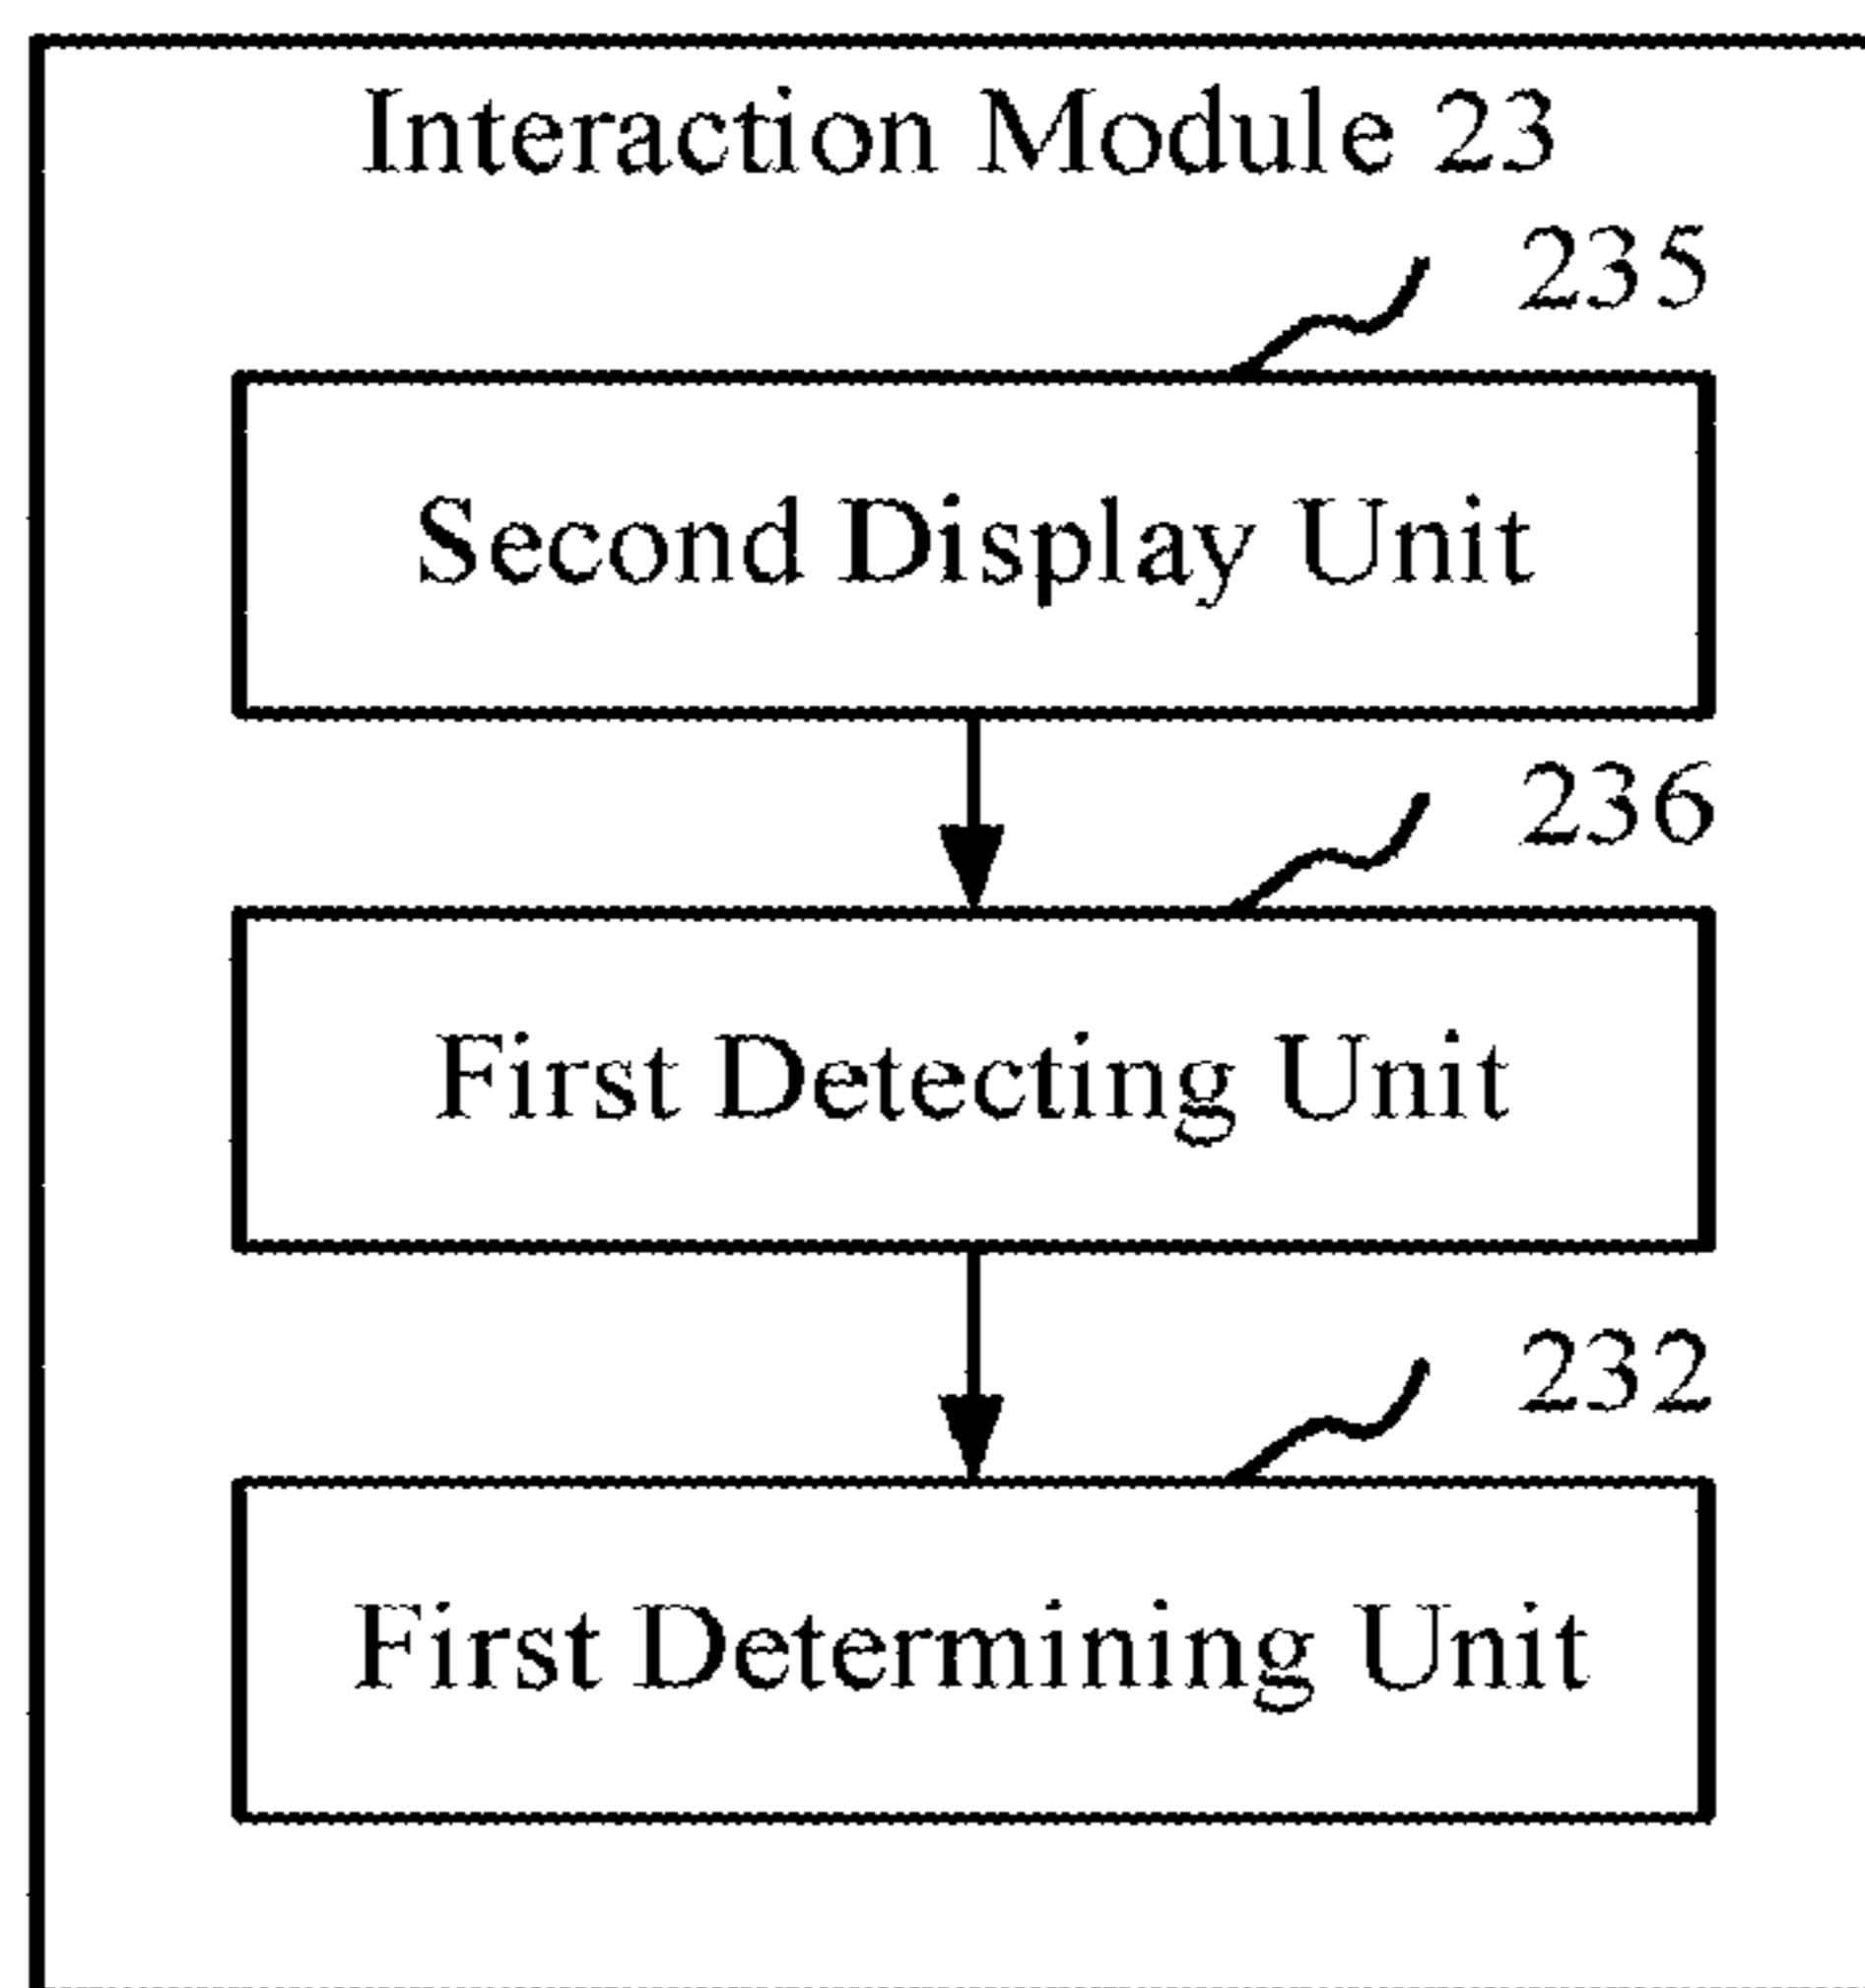 Interaction Module 23
235
Second Display Unit
236
First Detecting Unit
232
First Determining Unit